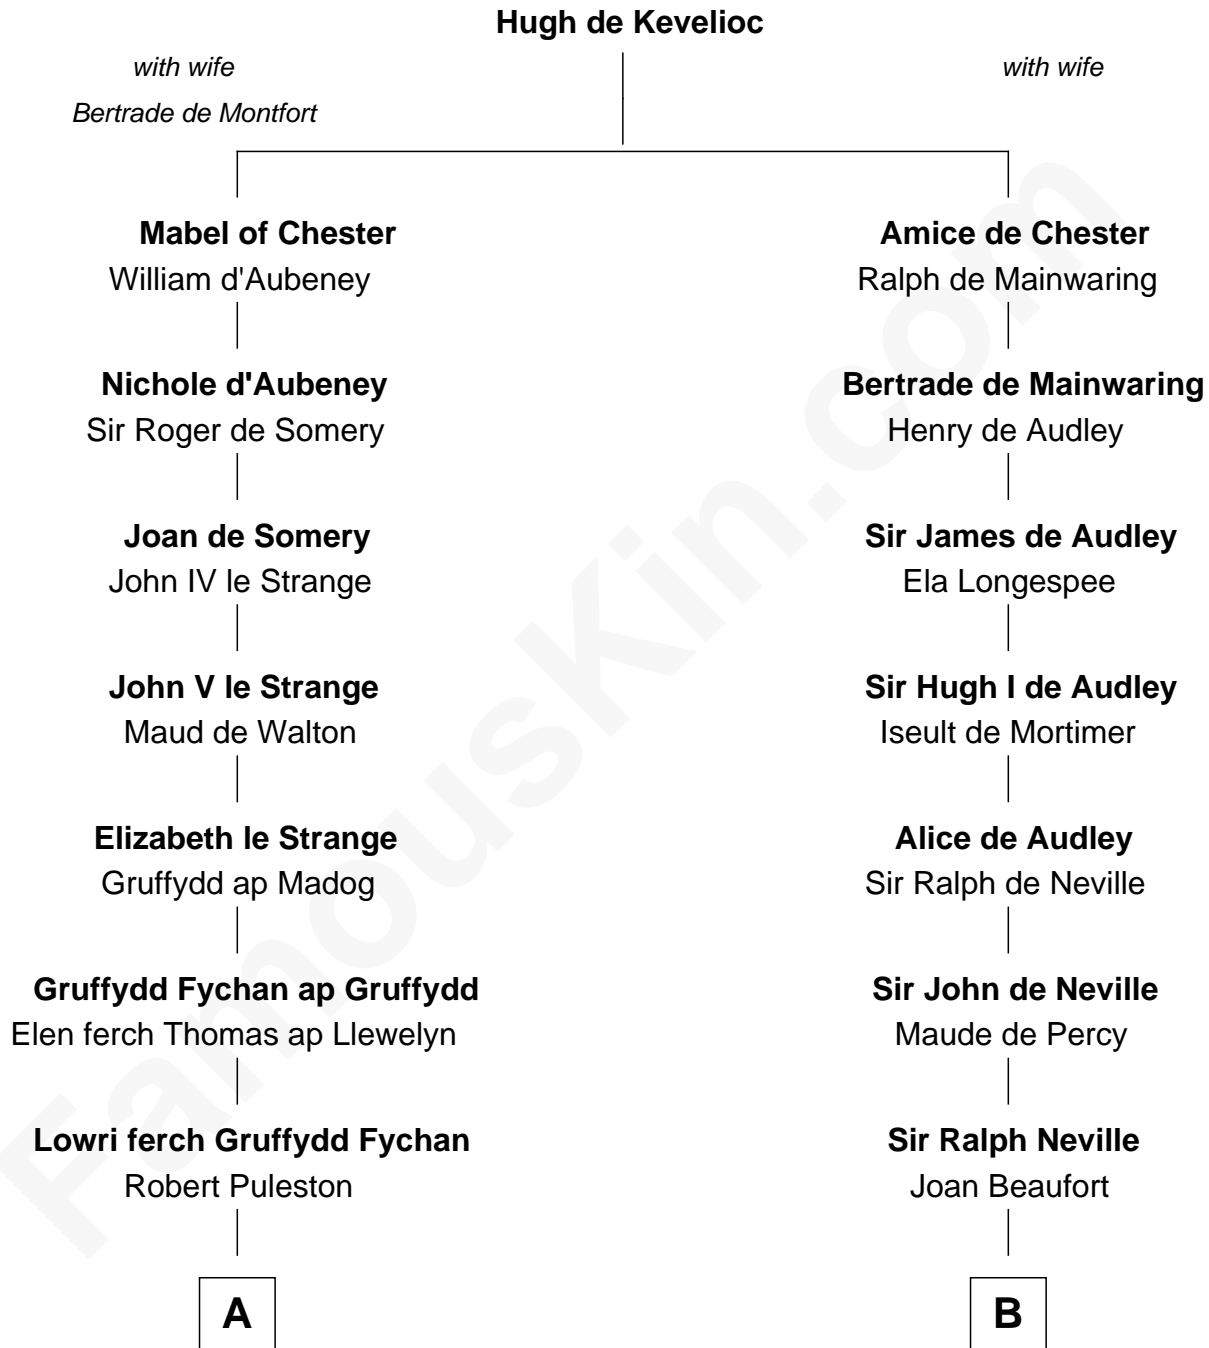 Hugh de Kevelioc
with wife
Bertrade de Montfort
with wife
Mabel of Chester
William d'Aubeney
Nichole d'Aubeney
Sir Roger de Somery
Joan de Somery
John IV le Strange
John V le Strange
Maud de Walton
Elizabeth le Strange
Gruffydd ap Madog
Gruffydd Fychan ap Gruffydd
Elen ferch Thomas ap Llewelyn
Lowri ferch Gruffydd Fychan
Robert Puleston
A
Amice de Chester
Ralph de Mainwaring
Bertrade de Mainwaring
Henry de Audley
Sir James de Audley
Ela Longespee
Sir Hugh I de Audley
Iseult de Mortimer
Alice de Audley
Sir Ralph de Neville
Sir John de Neville
Maude de Percy
Sir Ralph Neville
Joan Beaufort
B
FamousKin.com